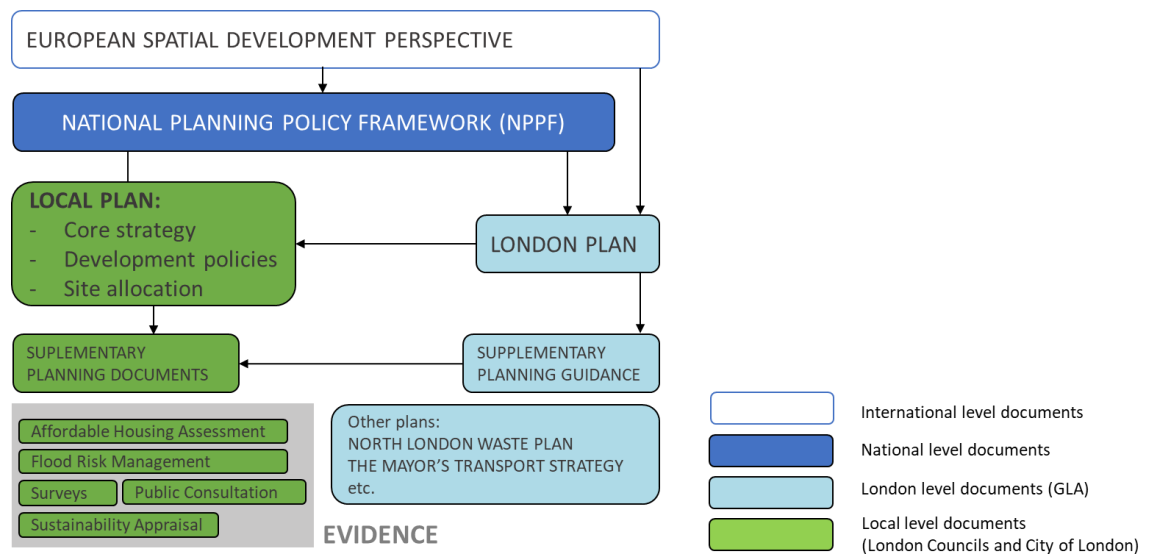 EUROPEAN SPATIAL DEVELOPMENT PERSPECTIVE
NATIONAL PLANNING POLICY FRAMEWORK (NPPF)
LOCAL PLAN:
- Core strategy
- Development policies
- Site allocation
LONDON PLAN
SUPLEMENTARY
PLANNING DOCUMENTS
SUPPLEMENTARY
PLANNING GUIDANCE
Affordable Housing Assessment
Flood Risk Management
Surveys
Public Consultation
Sustainability Appraisal
EVIDENCE
Other plans:
NORTH LONDON WASTE PLAN
THE MAYOR'S TRANSPORT STRATEGY
etc.
International level documents
National level documents
London level documents (GLA)
Local level documents
(London Councils and City of London)